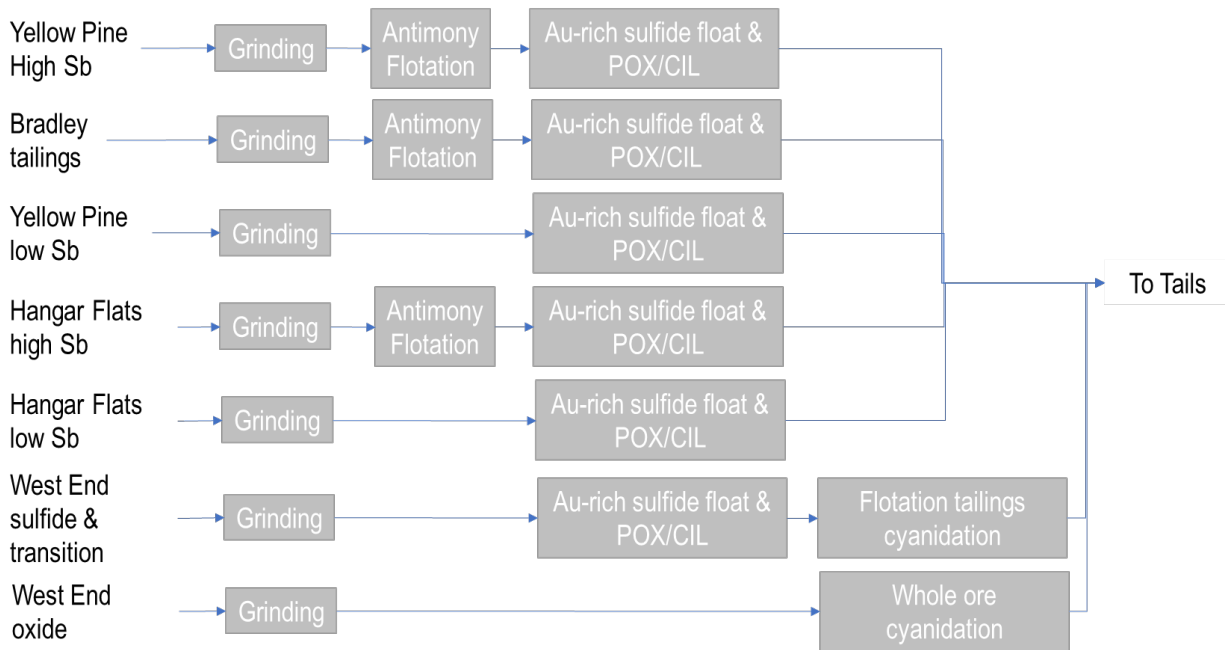 Yellow Pine
High Sb
Grinding
Antimony
Flotation
Au-rich sulfide float &
POX/CIL
Bradley
tailings
Grinding
Antimony
Flotation
Au-rich sulfide float &
POX/CIL
Yellow Pine
low Sb
Grinding
Au-rich sulfide float &
POX/CIL
To Tails
Hangar Flats
high Sb
Grinding
Antimony
Flotation
Au-rich sulfide float &
POX/CIL
Hangar Flats
low Sb
Grinding
Au-rich sulfide float &
POX/CIL
West End
sulfide &
transition
Grinding
Au-rich sulfide float &
POX/CIL
Flotation tailings
cyanidation
West End
oxide
Grinding
Whole ore
cyanidation